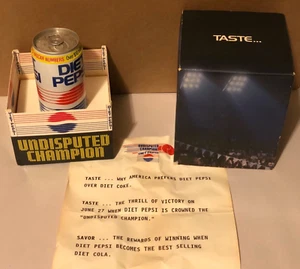 TASTE...
DIET
PEPSI
UNDISPUTED
CHAMPION
UNDISPUTED
CHAMPION
TASTE ... WHY AMERICA PREFERS DIET PEPSI
OVER DIET COKE.
TASTE ... THE THRILL OF VICTORY ON
JUNE 27 WHEN DIET PEPSI IS CROWNED THE
"UNDISPUTED CHAMPION."
SAVOR ... THE REWARDS OF WINNING WHEN
DIET PEPSI BECOMES THE BEST SELLING
DIET COLA.